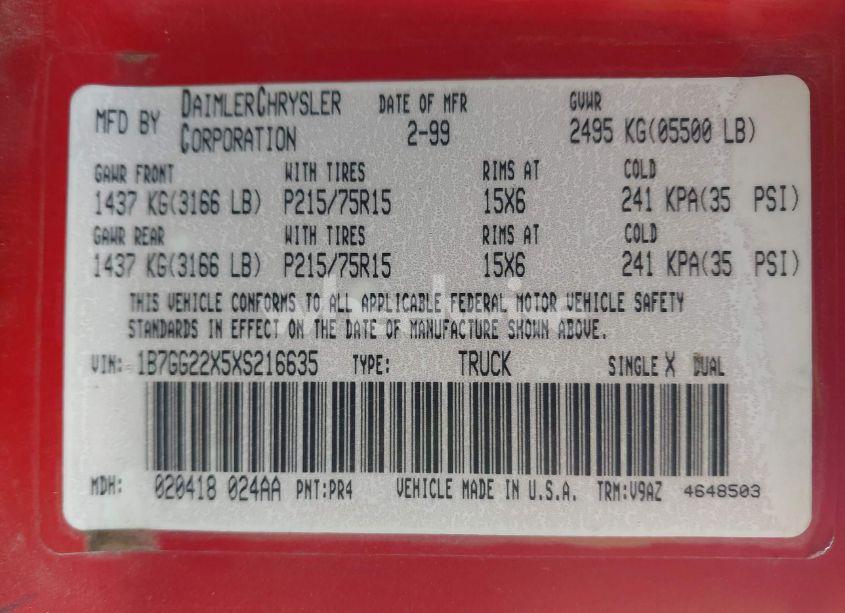 MFD BY DAIMLERCHRYSLER CORPORATION DATE OF MFR 2-99 GVWR 2495 KG(05500 LB)
GAWR FRONT WITH TIRES RIMS AT COLD
1437 KG(3166 LB) P215/75R15 15X6 241 KPA(35 PSI)
GAWR REAR WITH TIRES RIMS AT COLD
1437 KG(3166 LB) P215/75R15 15X6 241 KPA(35 PSI)
THIS VEHICLE CONFORMS TO ALL APPLICABLE FEDERAL MOTOR VEHICLE SAFETY
STANDARDS IN EFFECT ON THE DATE OF MANUFACTURE SHOWN ABOVE.
VIN: 1B7GG22X5XS216635 TYPE: TRUCK SINGLE X DUAL
MDH: 020418 024AA PNT:PR4 VEHICLE MADE IN U.S.A. TRM:V9AZ 4648503